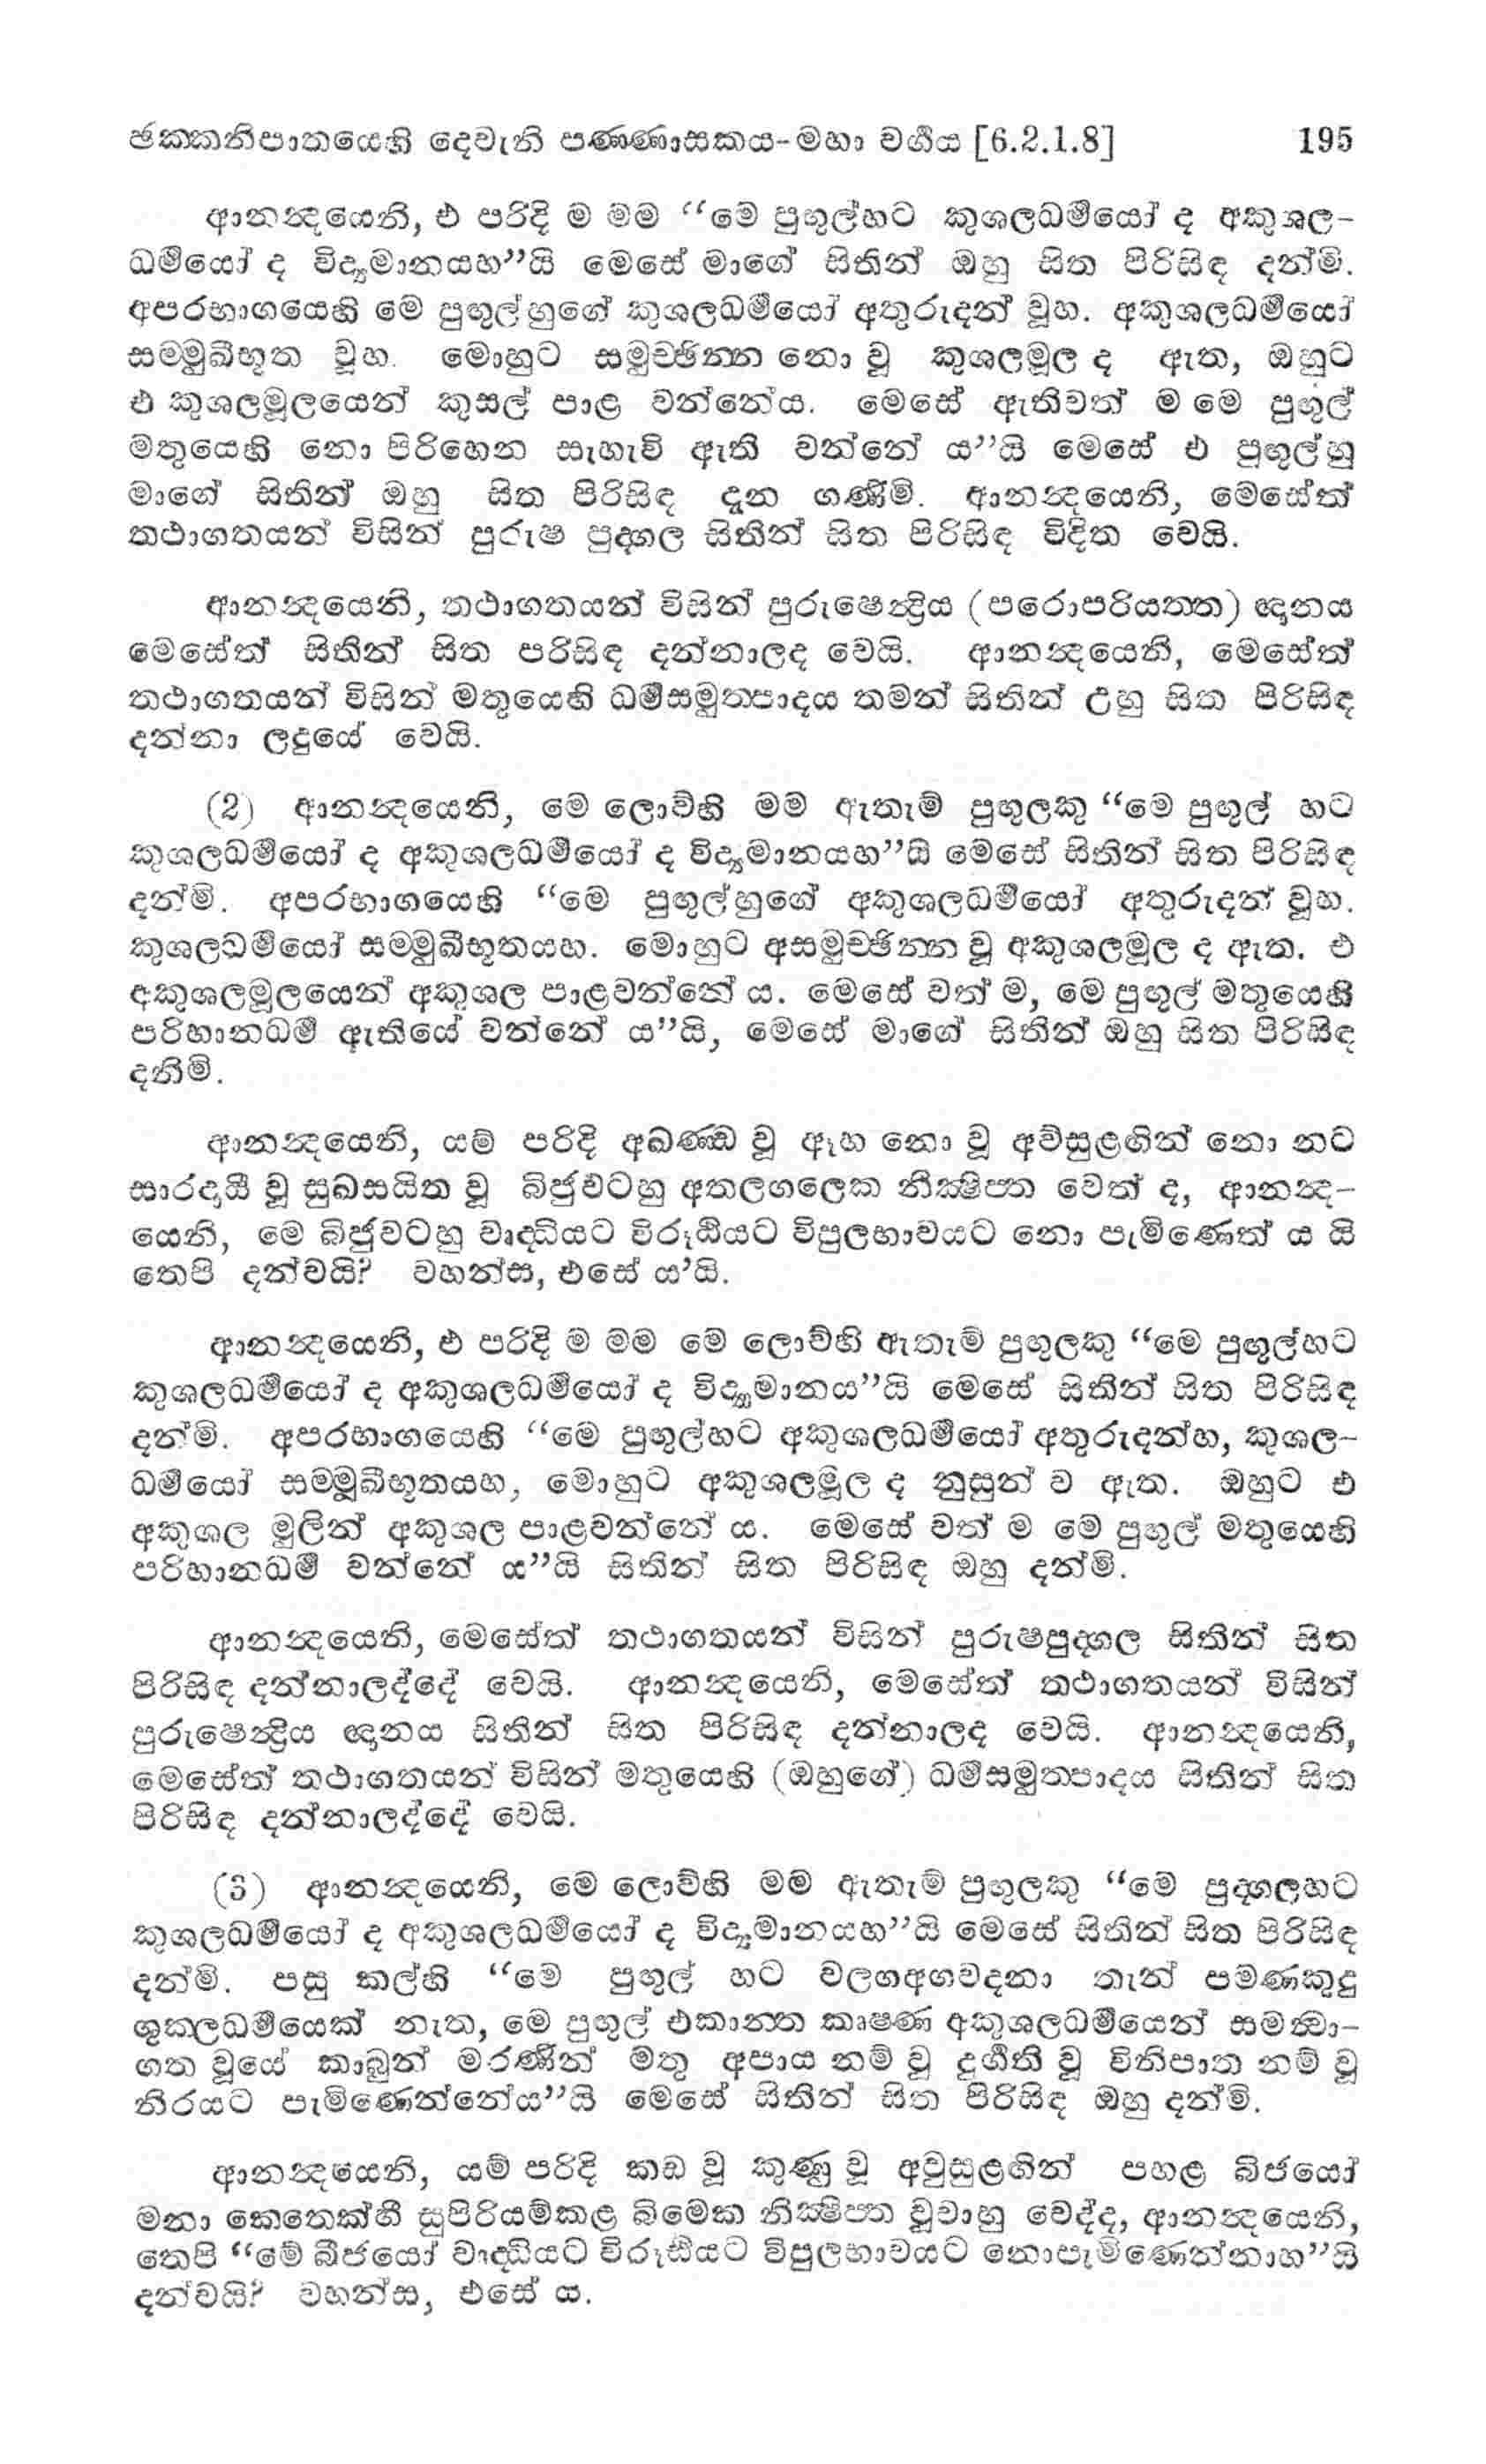 ඡක්කනිපාතයෙහි දෙවැනි පණ්ණාසකය-මහා වර්‍ගය [6.2.1.8] 195
ආනන්‍දයෙනි, එ පරිදි ම මම “මේ පුඟුල්හට කුශලධර්‍මයෝ ද අකුශල-
ධර්‍මයෝ ද විද්‍යමානයහ”යි මෙසේ මාගේ සිතින් ඔහු සිත පිරිසිඳ දන්මි.
අපරභාගයෙහි මේ පුඟුල්හුගේ කුශලධර්‍මයෝ අතුරුදන් වූහ. අකුශලධර්‍මයෝ
සම්මුඛීභූත වූහ. මොහුට සමුච්ඡින්න නො වූ කුශලමූල ද ඇත, ඔහුට
එ කුශලමූලයෙන් කුසල් පාළ වන්නේය. මෙසේ ඇතිවත් ම මෙ පුඟුල්
මතුයෙහි නො පිරිහෙන සැහැවි ඇති වන්නේ ය”යි මෙසේ එ පුඟුල්හු
මාගේ සිතින් ඔහු සිත පිරිසිඳ දැන ගණිමි. ආනන්‍දයෙනි, මෙසේත්
තථාගතයන් විසින් පුරුෂ පුද්ගල සිතින් සිත පිරිසිඳ විදිත වෙයි.
ආනන්‍දයෙනි, තථාගතයන් විසින් පුරුෂෙන්‍ද්‍රිය (පරොපරියත්ත) ඥානය
මෙසේත් සිතින් සිත පරිසිඳ දන්නාලද වෙයි. ආනන්‍දයෙනි, මෙසේත්
තථාගතයන් විසින් මතුයෙහි ධර්‍මසමුත්පාදය තමන් සිතින් උහු සිත පිරිසිඳ
දන්නා ලදුයේ වෙයි.
(2) ආනන්‍දයෙනි, මෙ ලොව්හි මම ඇතැම් පුඟුලකු “මෙ පුඟුල් හට
කුශලධර්‍මයෝ ද අකුශලධර්‍මයෝ ද විද්‍යමානයහ”යි මෙසේ සිතින් සිත පිරිසිඳ
දන්මි. අපරභාගයෙහි “මෙ පුඟුල්හුගේ අකුශලධර්‍මයෝ අතුරුදන් වූහ.
කුශලධර්‍මයෝ සම්මුඛීභූතයහ. මොහුට අසමුච්ඡින්න වූ අකුශලමූල ද ඇත. එ
අකුශලමූලයෙන් අකුශල පාළවන්නේ ය. මෙසේ වත් ම, මෙ පුඟුල් මතුයෙහි
පරිහානධර්‍ම ඇතියේ වන්නේ ය”යි, මෙසේ මාගේ සිතින් ඔහු සිත පිරිසිඳ
දනිමි.
ආනන්‍දයෙනි, යම් පරිදි අඛණ්ඩ වූ ඇහ නො වූ අව්සුළඟින් නො නට
සාරදායී වූ සුඛසයිත වූ බිජුවටහු අතලගලෙක නික්‍ෂිප්ත වෙත් ද, ආනන්‍ද-
යෙනි, මෙ බිජුවටහු වෘද්ධියට විරූඪියට විපුලභාවයට නො පැමිණෙත් ය යි
තෙපි දන්වයි? වහන්ස, එසේ ය’යි.
ආනන්‍දයෙනි, එ පරිදි ම මම මේ ලොව්හි ඇතැම් පුඟුලකු “මෙ පුඟුල්හට
කුශලධර්‍මයෝ ද අකුශලධර්‍මයෝ ද විද්‍යාමානය”යි මෙසේ සිතින් සිත පිරිසිඳ
දන්මි. අපරභාගයෙහි “මෙ පුඟුල්හට අකුශලධර්‍මයෝ අතුරුදන්හ, කුශල-
ධර්‍මයෝ සම්මුඛීභූතයහ, මොහුට අකුශලමූල ද නුසුන් ව ඇත. ඔහුට එ
අකුශල මුලින් අකුශල පාළවන්නේ ය. මෙසේ වත් ම මෙ පුඟුල් මතුයෙහි
පරිහානධර්‍ම වන්නේ ය”යි සිතින් සිත පිරිසිඳ ඔහු දන්මි.
ආනන්‍දයෙනි, මෙසේත් තථාගතයන් විසින් පුරුෂපුද්ගල සිතින් සිත
පිරිසිඳ දන්නාලද්දේ වෙයි. ආනන්‍දයෙනි, මෙසේත් තථාගතයන් විසින්
පුරුෂෙන්‍ද්‍රිය ඥානය සිතින් සිත පිරිසිඳ දන්නාලද වෙයි. ආනන්‍දයෙනි,
මෙසේත් තථාගතයන් විසින් මතුයෙහි (ඔහුගේ) ධර්‍මසමුත්පාදය සිතින් සිත
පිරිසිඳ දන්නාලද්දේ වෙයි.
(3) ආනන්‍දයෙනි, මෙ ලොව්හි මම ඇතැම් පුඟුලකු “මෙ පුද්ගලහට
කුශලධර්‍මයෝ ද අකුශලධර්‍මයෝ ද විද්‍යමානයහ”යි මෙසේ සිතින් සිත පිරිසිඳ
දන්මි. පසු කල්හි “මෙ පුඟුල් හට වලගඅගවදනා තැන් පමණකුදු
ශුක්ලධර්‍මයෙක් නැත, මේ පුඟුල් එකාන්ත කෘෂ්ණ අකුශලධර්‍මයෙන් සමන්‍වා-
ගත වූයේ කාබුන් මරණින් මතු අපාය නම් වූ දුර්‍ගති වූ විනිපාත නම් වූ
නිරයට පැමිණෙන්නේය”යි මෙසේ සිතින් සිත පිරිසිඳ ඔහු දන්මි.
ආනන්‍දයෙනි, යම් පරිදි කඩ වූ කුණු වූ අවුසුළඟින් පහළ බිජයෝ
මනා කෙතෙක්හී සුපිරියම්කළ බිමෙක නික්‍ෂිප්ත වූවාහු වෙද්ද, ආනන්‍දයෙනි,
තෙපි “මේ බීජයෝ වෘද්ධියට විරූඪියට විපුලභාවයට නොපැමිණෙන්නාහ”යි
දන්වයි? වහන්ස, එසේ ය.